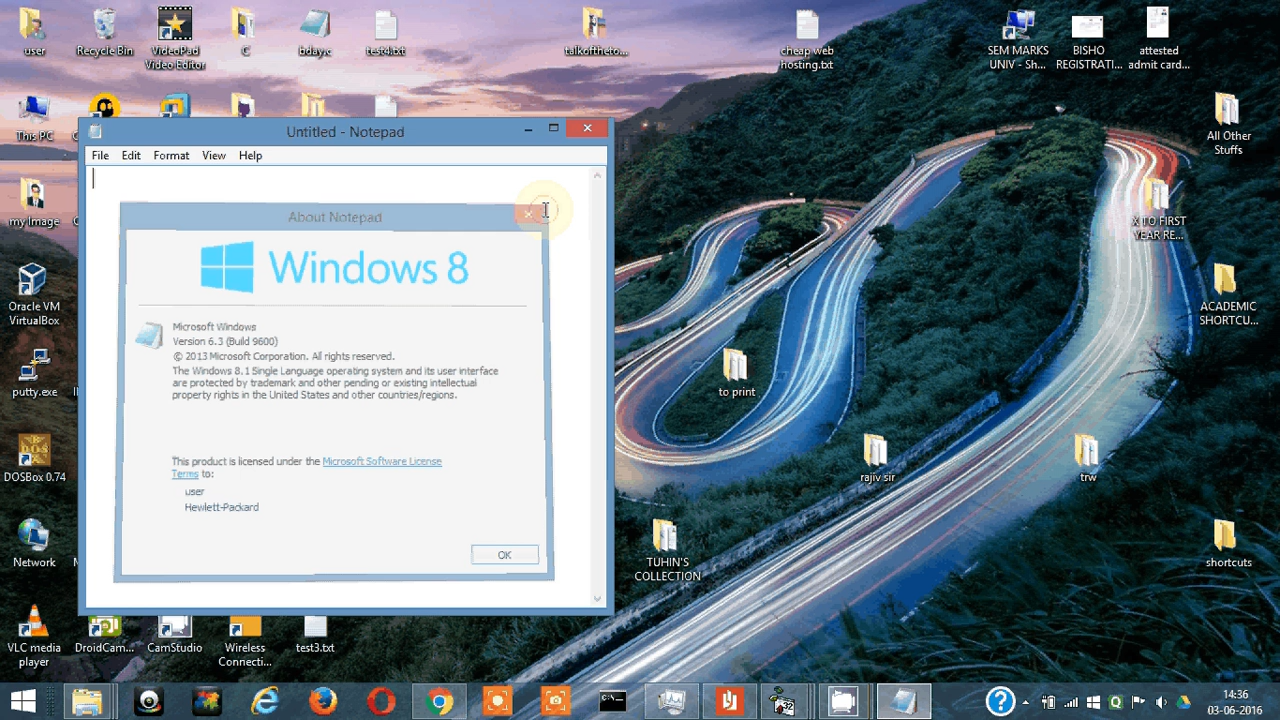 user
Recycle Bin
VideoPad
Video Editor
C
bday.c
test4.txt
talkoftheto...
cheap web
hosting.txt
SEM MARKS
UNIV - Sh...
BISHO
REGISTRATI...
attested
admit card...
This PC
All Other
Stuffs
Untitled - Notepad
File Edit Format View Help
About Notepad
Windows 8
Microsoft Windows
Version 6.3 (Build 9600)
© 2013 Microsoft Corporation. All rights reserved.
The Windows 8.1 Single Language operating system and its user interface
are protected by trademark and other pending or existing intellectual
property rights in the United States and other countries/regions.
This product is licensed under the Microsoft Software License
Terms to:
user
Hewlett-Packard
OK
my Image
X TO FIRST
YEAR RE...
Oracle VM
VirtualBox
ACADEMIC
SHORTCU...
putty.exe
to print
DOSBox 0.74
rajiv sir
trw
Network
TUHIN'S
COLLECTION
shortcuts
VLC media
player
DroidCam...
CamStudio
Wireless
Connecti...
test3.txt
14:36
03-06-2016